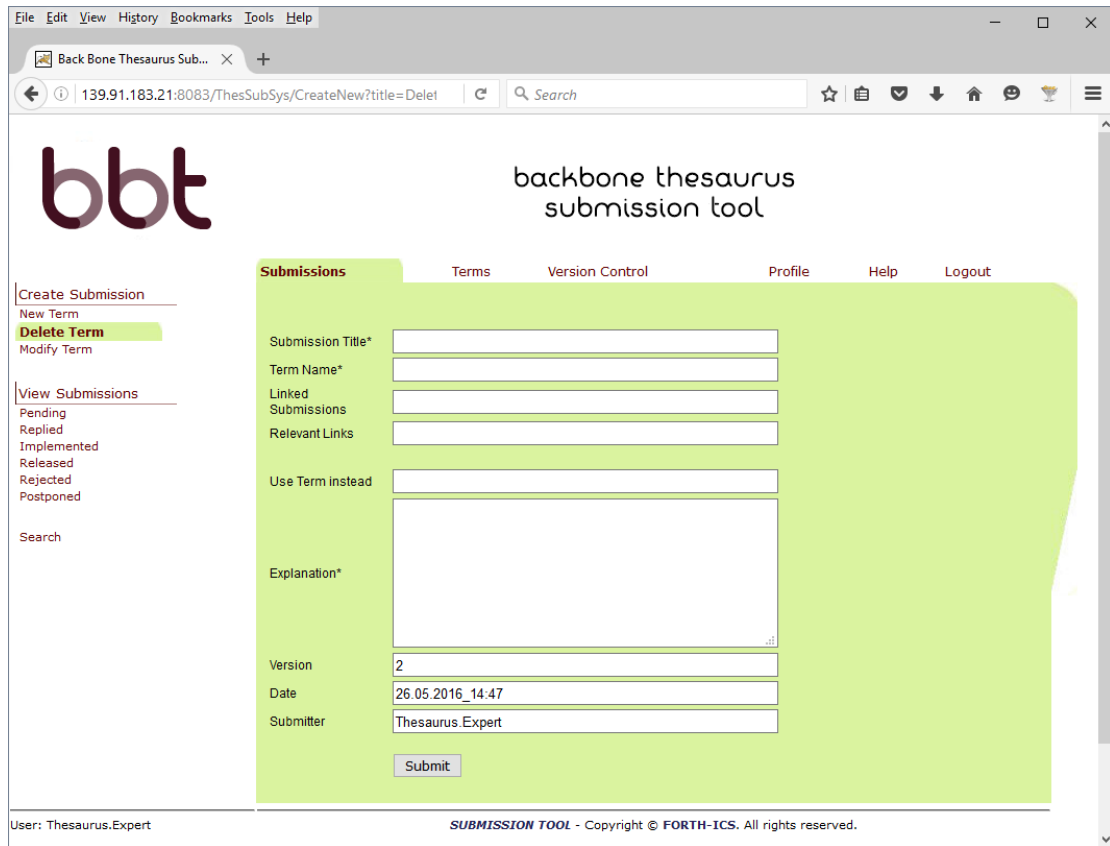 File Edit View History Bookmarks Tools Help
Back Bone Thesaurus Sub...
139.91.183.21:8083/ThesSubSys/CreateNew?title=Delet
Search
bbt
backbone thesaurus
submission tool
Submissions Terms Version Control Profile Help Logout
Create Submission
New Term
Delete Term
Modify Term
View Submissions
Pending
Replied
Implemented
Released
Rejected
Postponed
Search
Submission Title*
Term Name*
Linked
Submissions
Relevant Links
Use Term instead
Explanation*
Version 2
Date 26.05.2016_14:47
Submitter Thesaurus.Expert
Submit
User: Thesaurus.Expert
SUBMISSION TOOL - Copyright © FORTH-ICS. All rights reserved.